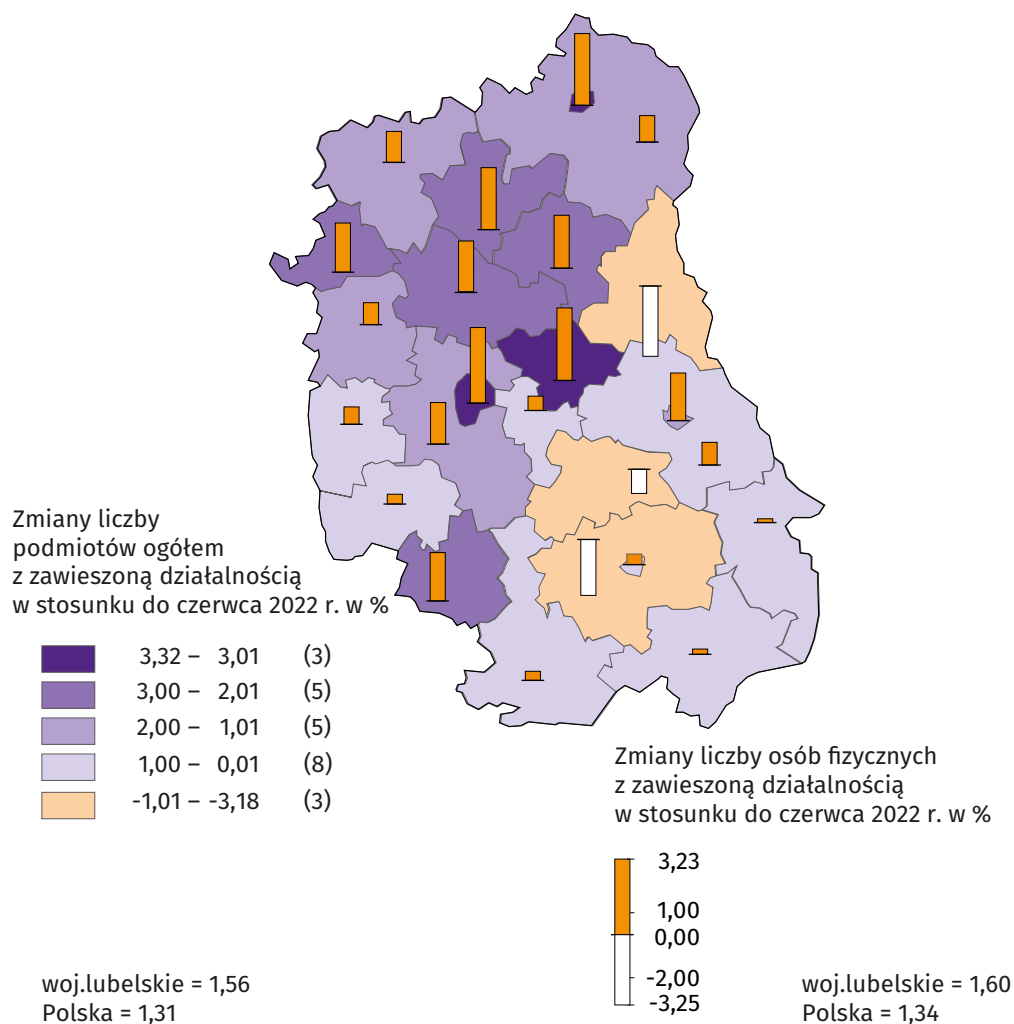 Zmiany liczby
podmiotów ogółem
z zawieszoną działalnością
w stosunku do czerwca 2022 r. w %
3,32 – 3,01 (3)
3,00 – 2,01 (5)
2,00 – 1,01 (5)
1,00 – 0,01 (8)
-1,01 – -3,18 (3)
Zmiany liczby osób fizycznych
z zawieszoną działalnością
w stosunku do czerwca 2022 r. w %
3,23
1,00
0,00
-2,00
-3,25
woj.lubelskie = 1,56
Polska = 1,31
woj.lubelskie = 1,60
Polska = 1,34